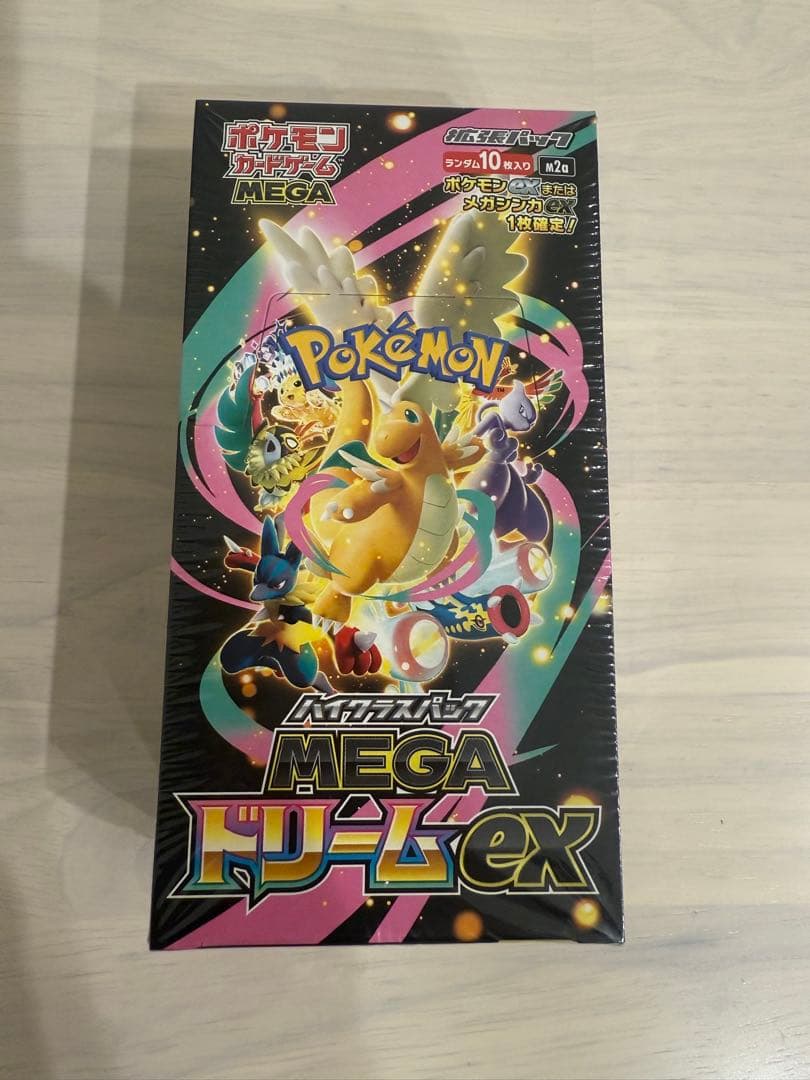 ポケモン
カードゲーム
MEGA
拡張パック
ランダム10枚入り
M2a
ポケモンexまたは
メガシンカex
1枚確定!
POKéMON
ハイクラスパック
MEGA
ドリームex